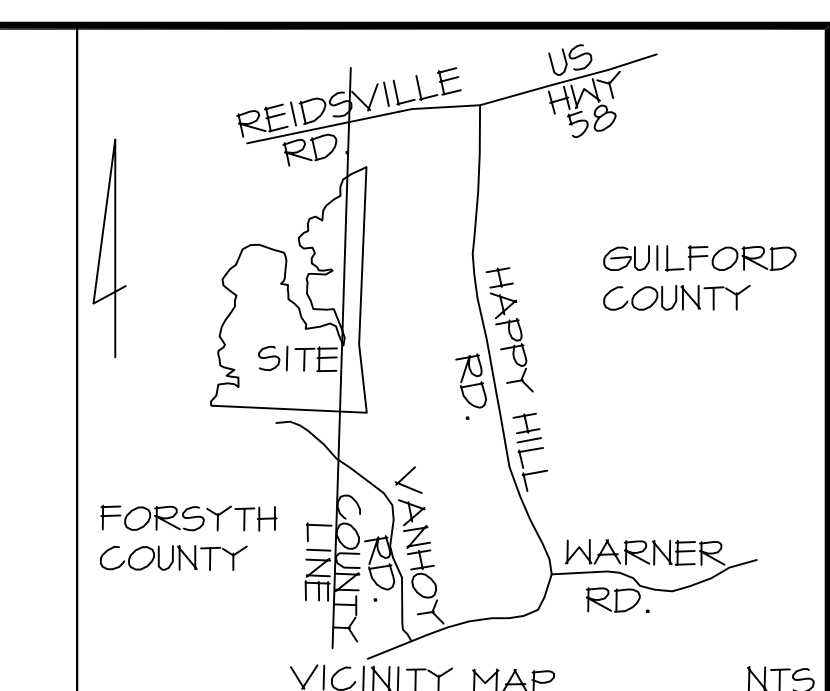 US
HWY
58
REIDSVILLE
RD.
GUILFORD
COUNTY
HAPPY HILL
RD.
SITE
FORSYTH
COUNTY
COUNTY
LINE
VANHOY
RD.
WARNER
RD.
VICINITY MAP
NTS